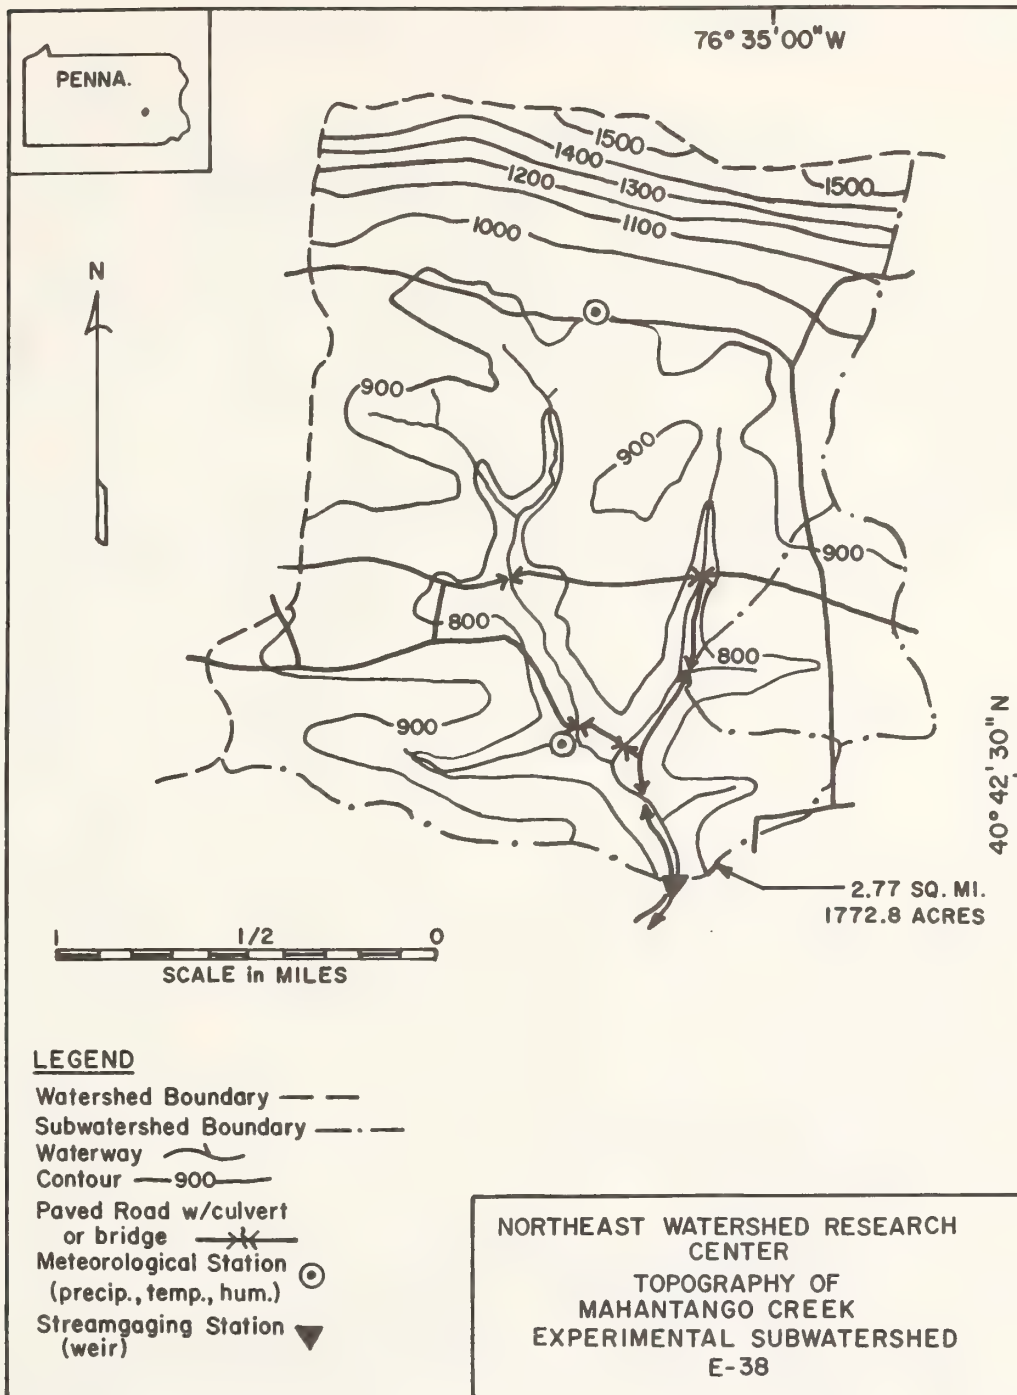 76° 35' 00" W
PENNA.
1500
1400
1500
1200
1300
1000
1100
N
900
900
900
800
800
900
40° 42' 30" N
2.77 SQ. MI.
1772.8 ACRES
1 1/2 0
SCALE in MILES
LEGEND
Watershed Boundary
Subwatershed Boundary
Waterway
Contour 900
Paved Road w/culvert
or bridge
Meteorological Station
(precip., temp., hum.)
Streamgaging Station
(weir)
NORTHEAST WATERSHED RESEARCH
CENTER
TOPOGRAPHY OF
MAHANTANGO CREEK
EXPERIMENTAL SUBWATERSHED
E-38